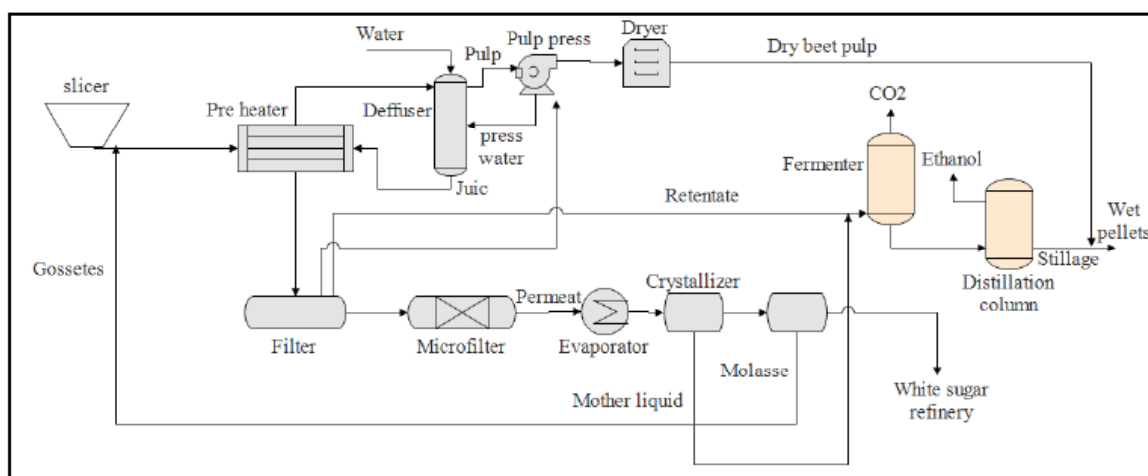 Water
Pulp
Pulp press
Dryer
Dry beet pulp
slicer
Pre heater
Deffuser
press
water
Juic
CO2
Fermenter
Ethanol
Retentate
Wet
pellets
Stillage
Distillation
column
Gossetes
Filter
Microfilter
Permeat
Evaporator
Crystallizer
Molasse
Mother liquid
White sugar
refinery